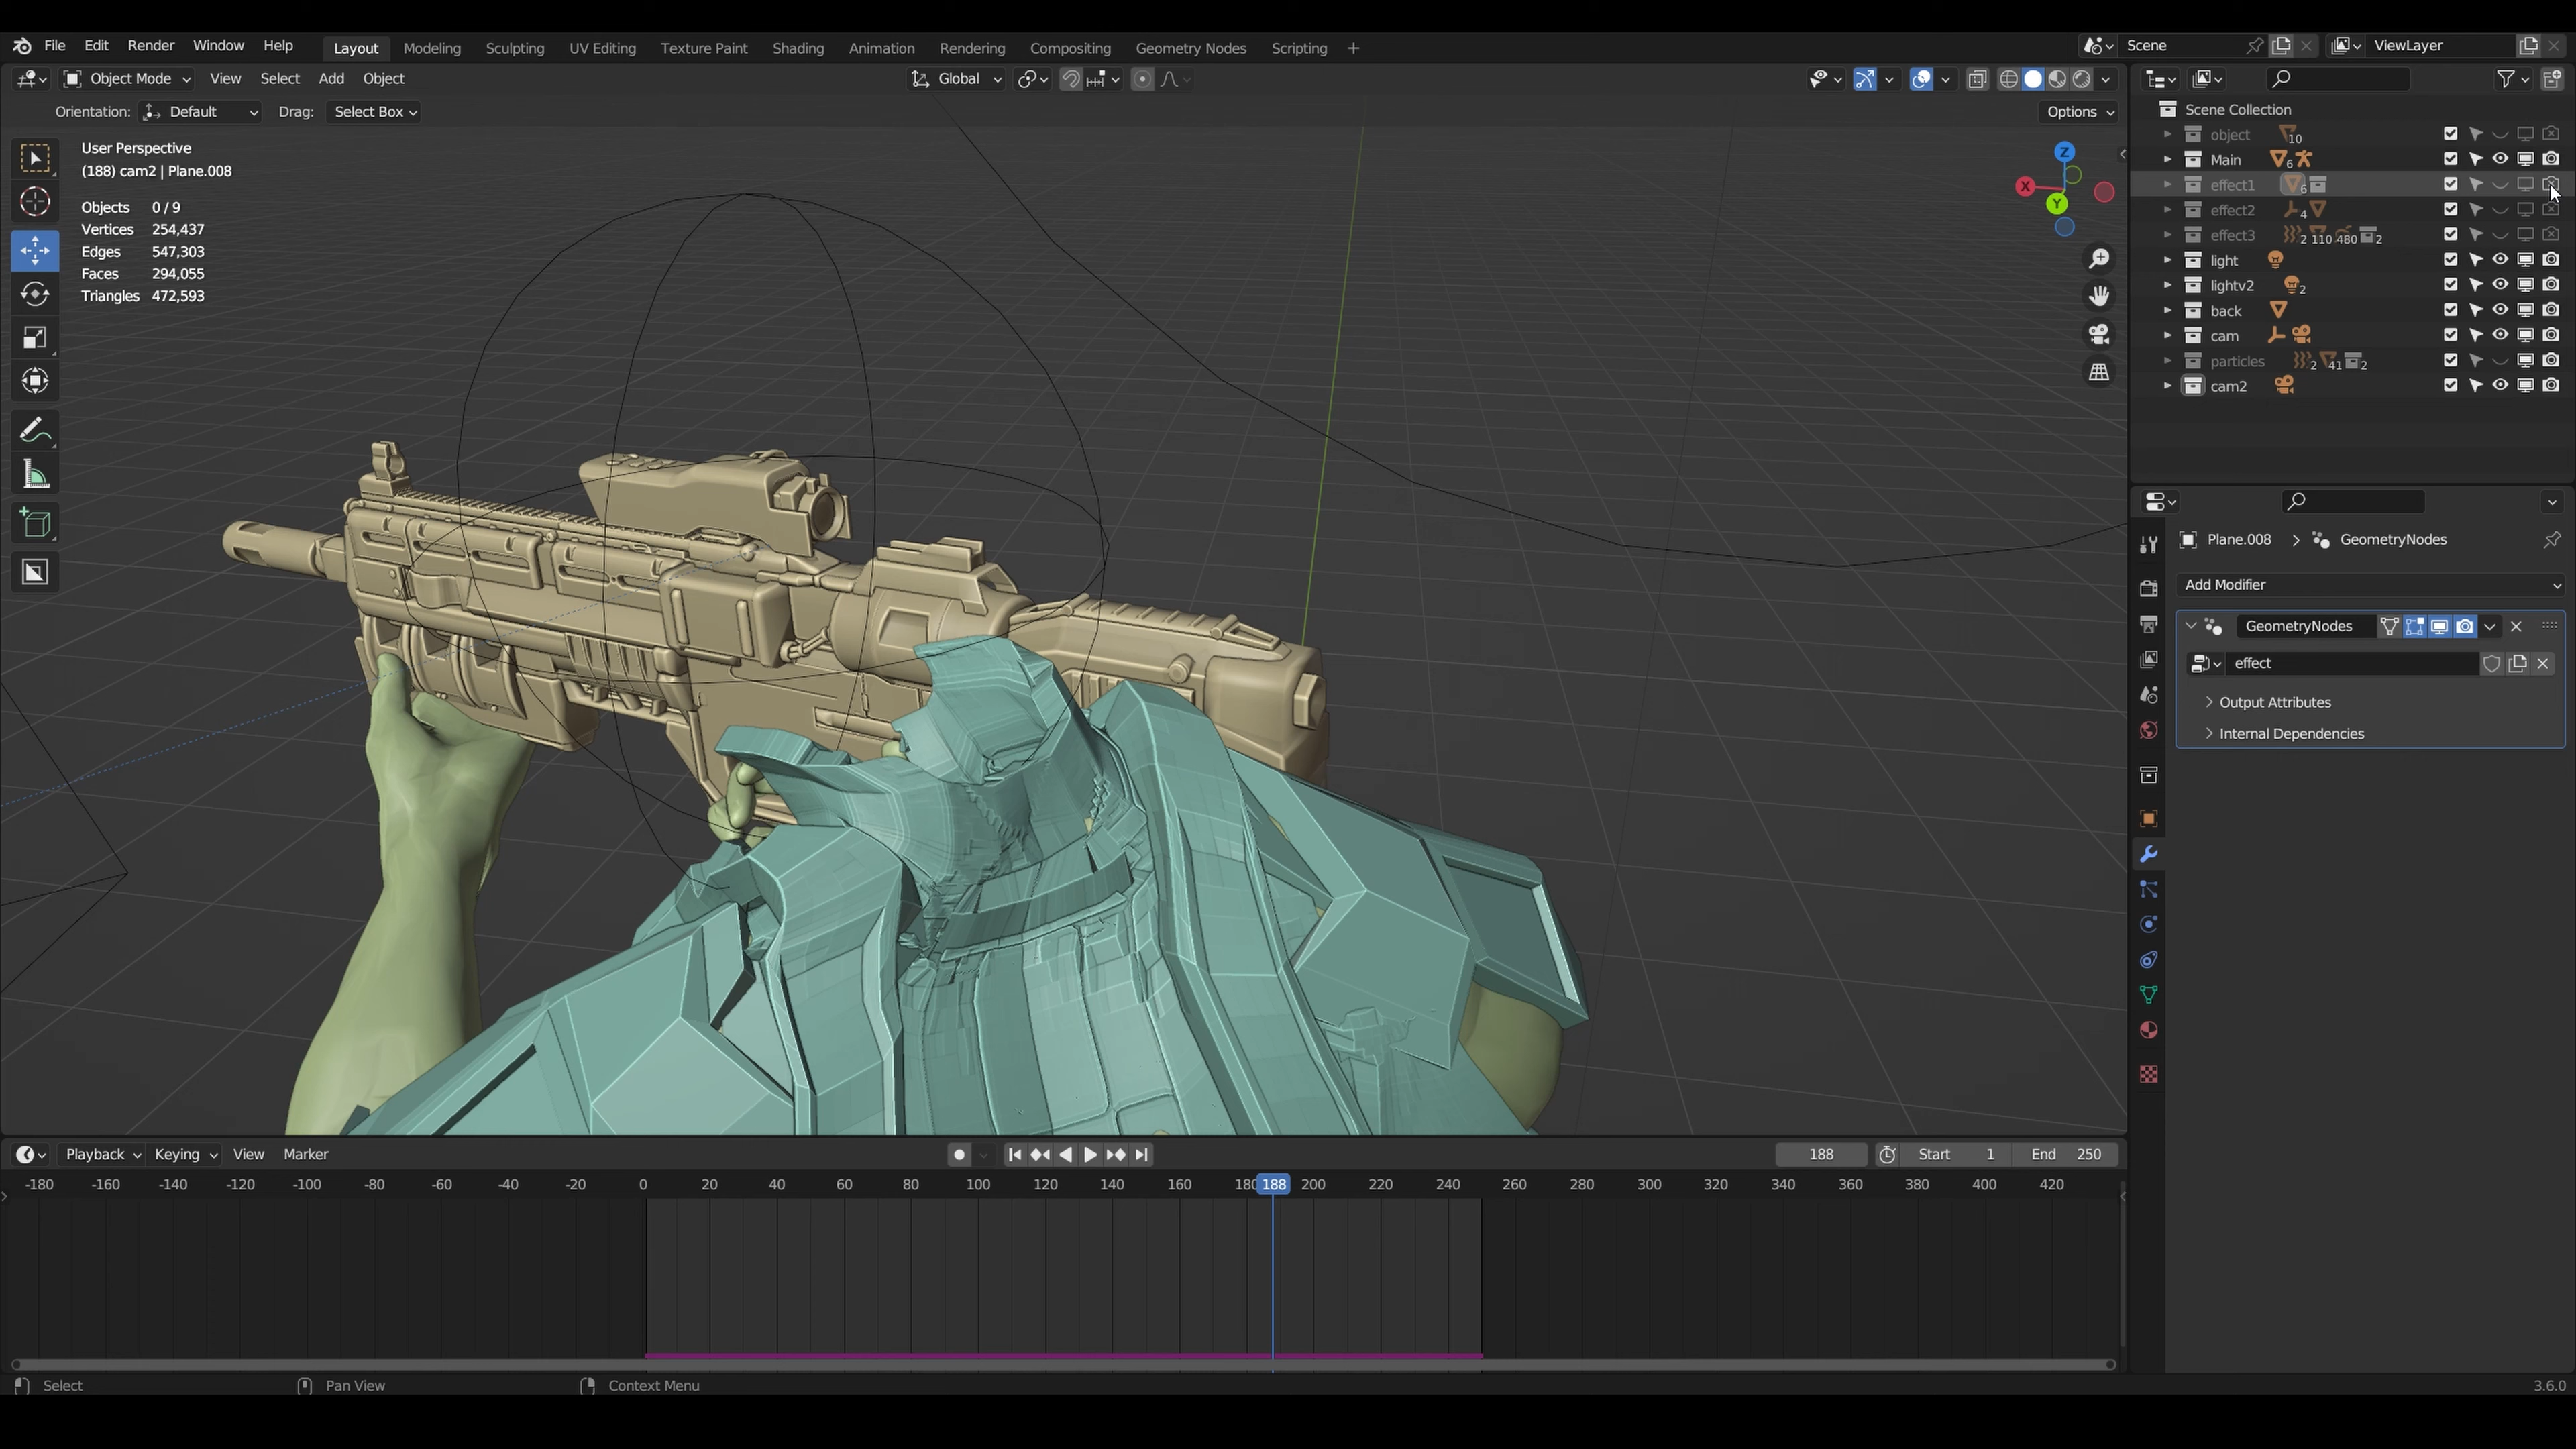 File Edit Render Window Help Layout Modeling Sculpting UV Editing Texture Paint Shading Animation Rendering Compositing Geometry Nodes Scripting + Scene ViewLayer
Object Mode View Select Add Object Global
Orientation: Default Drag: Select Box Options
User Perspective
(188) cam2 | Plane.008
Objects 0 / 9
Vertices 254,437
Edges 547,303
Faces 294,055
Triangles 472,593
Z
X
Y
Scene Collection
object 10
Main 6
effect1 6
effect2 4
effect3 2 110 480 2
light
lightv2 2
back
cam
particles 2 41 2
cam2
Plane.008 > GeometryNodes
Add Modifier
GeometryNodes
effect
Output Attributes
Internal Dependencies
Playback Keying View Marker 188 Start 1 End 250
-180 -160 -140 -120 -100 -80 -60 -40 -20 0 20 40 60 80 100 120 140 160 180 188 200 220 240 260 280 300 320 340 360 380 400 420
Select Pan View Context Menu 3.6.0